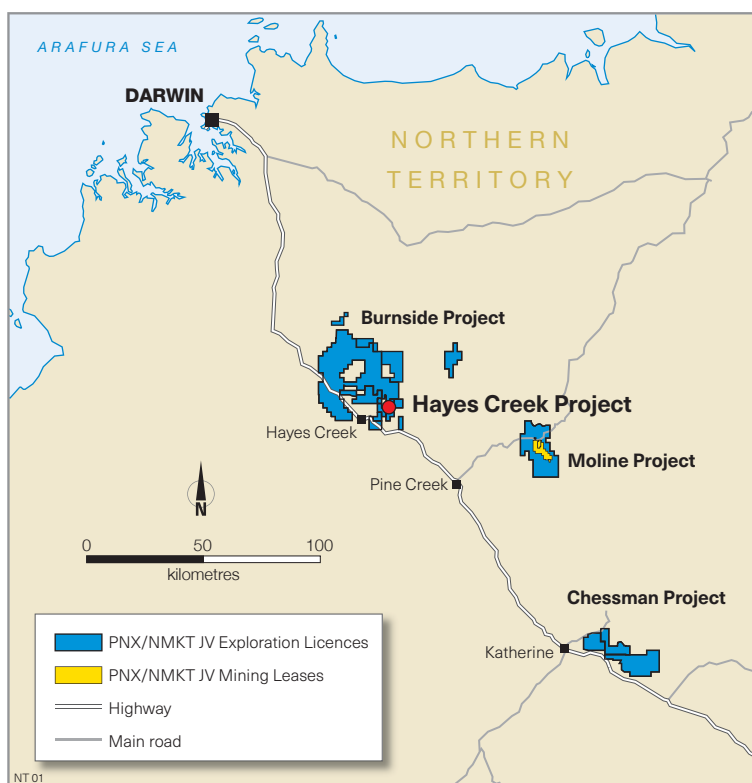 ARAFURA SEA
DARWIN
NORTHERN
TERRITORY
Burnside Project
Hayes Creek Project
Hayes Creek
Moline Project
Pine Creek
N
0 50 100
kilometres
Chessman Project
Katherine
PNX/NMKT JV Exploration Licences
PNX/NMKT JV Mining Leases
Highway
Main road
NT 01